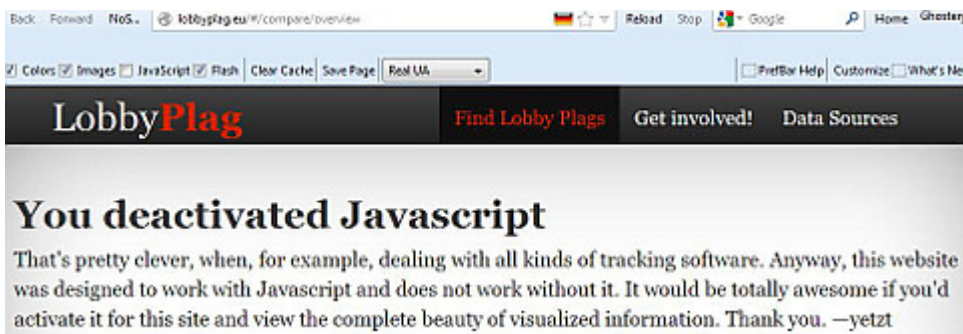 Back Forward NoS.. lobbyplag.eu/#/compare/overview Reload Stop Google Home Ghostery
Colors Images JavaScript Flash Clear Cache Save Page Real UA PrefBar Help Customize What's Ne
LobbyPlag Find Lobby Plags Get involved! Data Sources
You deactivated Javascript
That's pretty clever, when, for example, dealing with all kinds of tracking software. Anyway, this website
was designed to work with Javascript and does not work without it. It would be totally awesome if you'd
activate it for this site and view the complete beauty of visualized information. Thank you. —yetzt